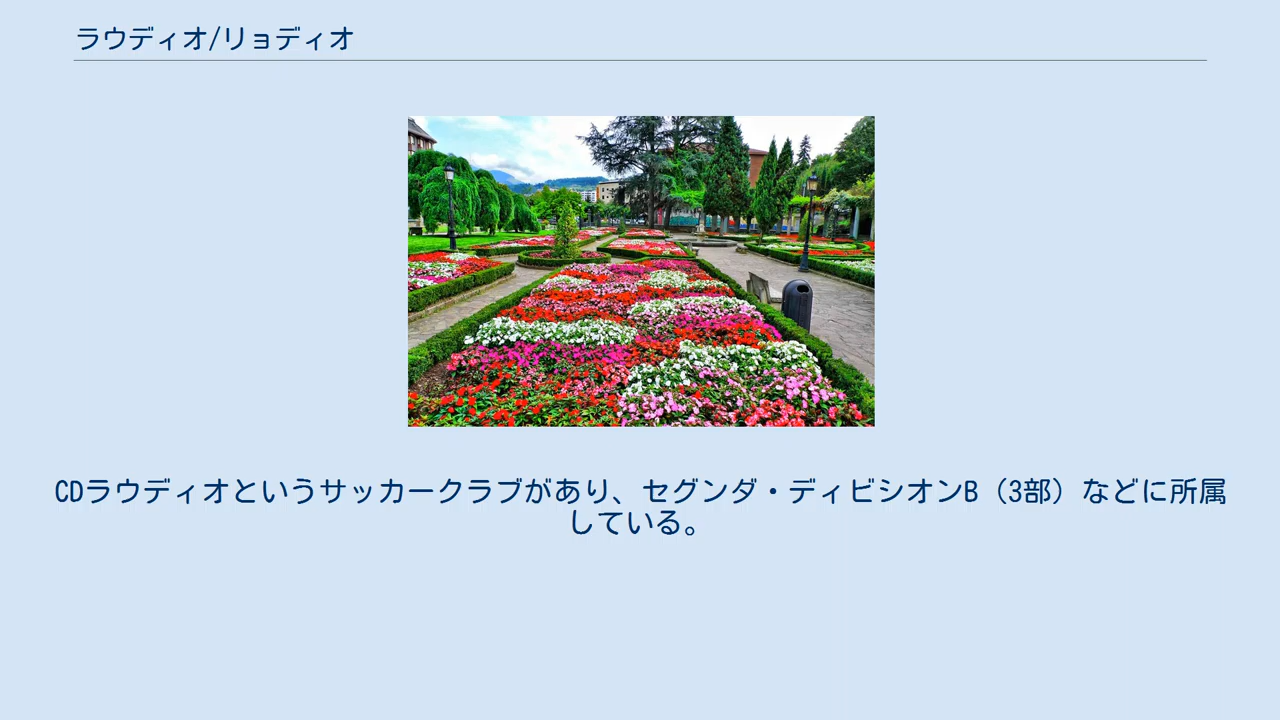 ラウディオ/リョディオ
CDラウディオというサッカークラブがあり、セグンダ・ディビシオンB（3部）などに所属
している。